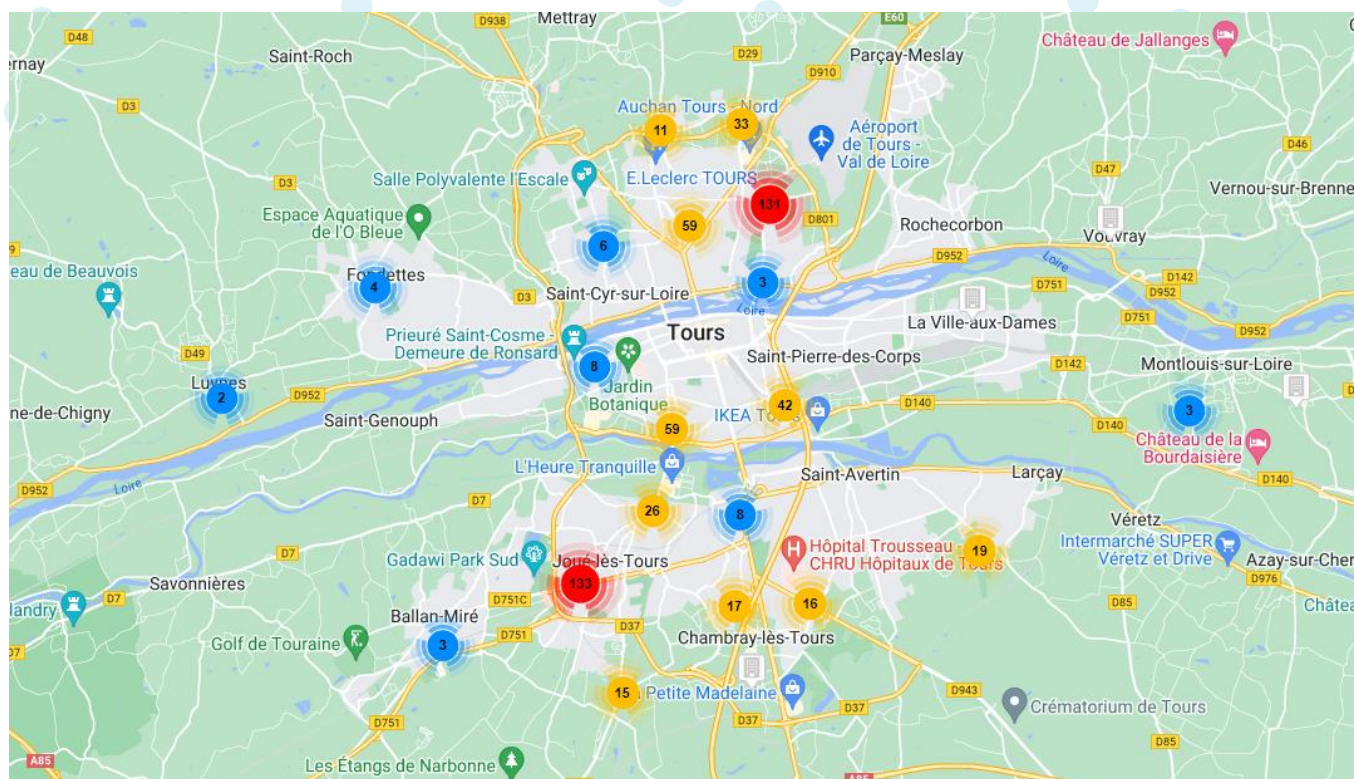 D938
Mettray
E60
D48
Saint-Roch
D29
Parçay-Meslay
Château de Jallanges
ernay
D910
D3
Auchan Tours - Nord
11
33
Aéroport
de Tours -
Val de Loire
D46
D3
Salle Polyvalente l'Escale
E.Leclerc TOURS
D47
Vernou-sur-Brenne
131
Espace Aquatique
de l'O Bleue
59
D801
Rochecorbon
Vouvray
6
D952
Loire
eau de Beauvois
Fondettes
4
D3
Saint-Cyr-sur-Loire
3
Loire
D751
D142
D952
La Ville-aux-Dames
D751
Tours
Prieuré Saint-Cosme -
Demeure de Ronsard
D952
D49
Saint-Pierre-des-Corps
D142
Montlouis-sur-Loire
8
Jardin
Botanique
Luynes
2
D952
ne-de-Chigny
Saint-Genouph
42
IKEA Tours
D140
3
59
D140
Château de la
Bourdaisière
L'Heure Tranquille
Saint-Avertin
Larçay
D140
D952
Loire
D7
26
8
Véretz
D7
Gadawi Park Sud
Joué-lès-Tours
Hôpital Trousseau
CHRU Hôpitaux de Tours
19
Intermarché SUPER
Véretz et Drive
Azay-sur-Cher
D976
Savonnières
133
landry
D7
D751C
17
16
D85
Châtea
Ballan-Miré
D37
Chambray-lès-Tours
Golf de Touraine
3
D751
D7
15
a Petite Madelaine
D943
Crématorium de Tours
D751
D37
D37
D85
A85
Les Étangs de Narbonne
A85